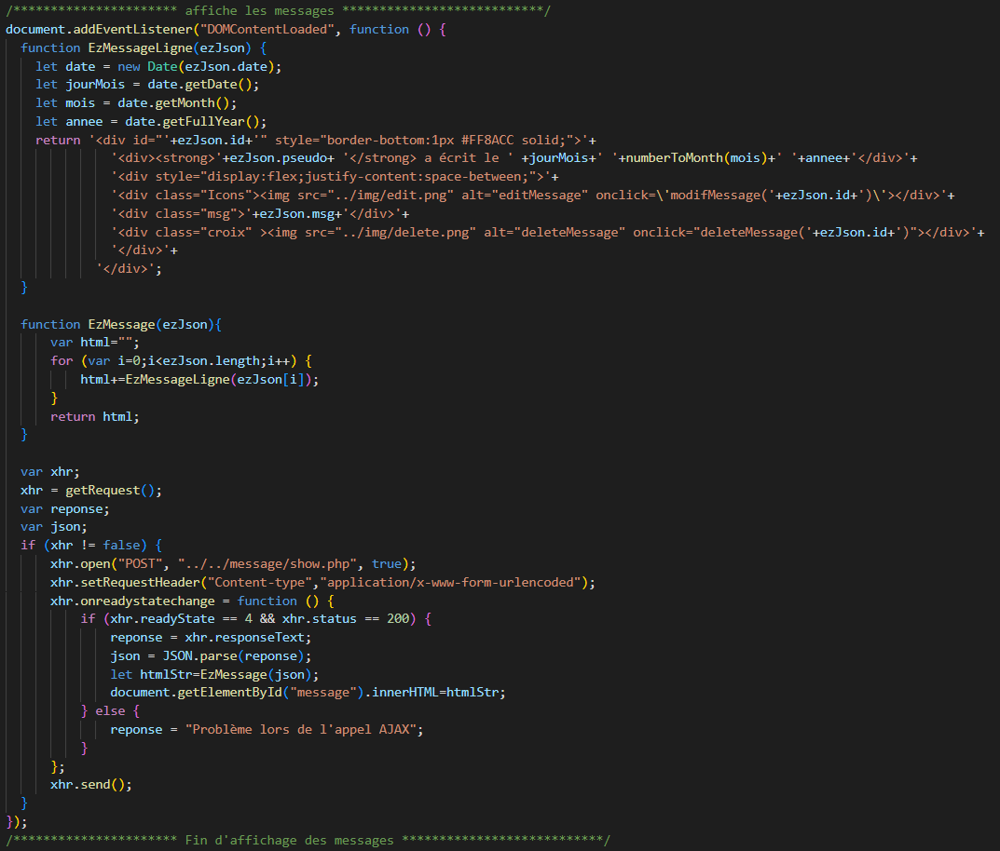 /********************** affiche les messages ***************************/
document.addEventListener("DOMContentLoaded", function () {
  function EzMessageLigne(ezJson) {
    let date = new Date(ezJson.date);
    let jourMois = date.getDate();
    let mois = date.getMonth();
    let annee = date.getFullYear();
    return '<div id="'+ezJson.id+'" style="border-bottom:1px #FF8ACC solid;">'+
              '<div><strong>'+ezJson.pseudo+ '</strong> a écrit le ' +jourMois+' '+numberToMonth(mois)+' '+annee+'</div>'+
              '<div style="display:flex;justify-content:space-between;">'+
              '<div class="Icons"><img src="../img/edit.png" alt="editMessage" onclick=\'modifMessage('+ezJson.id+')\'></div>'+
              '<div class="msg">'+ezJson.msg+'</div>'+
              '<div class="croix" ><img src="../img/delete.png" alt="deleteMessage" onclick="deleteMessage('+ezJson.id+')"></div>'+
              '</div>'+
            '</div>';
  }

  function EzMessage(ezJson){
      var html="";
      for (var i=0;i<ezJson.length;i++) {
          html+=EzMessageLigne(ezJson[i]);
      }
      return html;
  }

  var xhr;
  xhr = getRequest();
  var reponse;
  var json;
  if (xhr != false) {
      xhr.open("POST", "../../message/show.php", true);
      xhr.setRequestHeader("Content-type","application/x-www-form-urlencoded");
      xhr.onreadystatechange = function () {
          if (xhr.readyState == 4 && xhr.status == 200) {
              reponse = xhr.responseText;
              json = JSON.parse(reponse);
              let htmlStr=EzMessage(json);
              document.getElementById("message").innerHTML=htmlStr;
          } else {
              reponse = "Problème lors de l'appel AJAX";
          }
      };
      xhr.send();
  }
});
/********************** Fin d'affichage des messages ***************************/